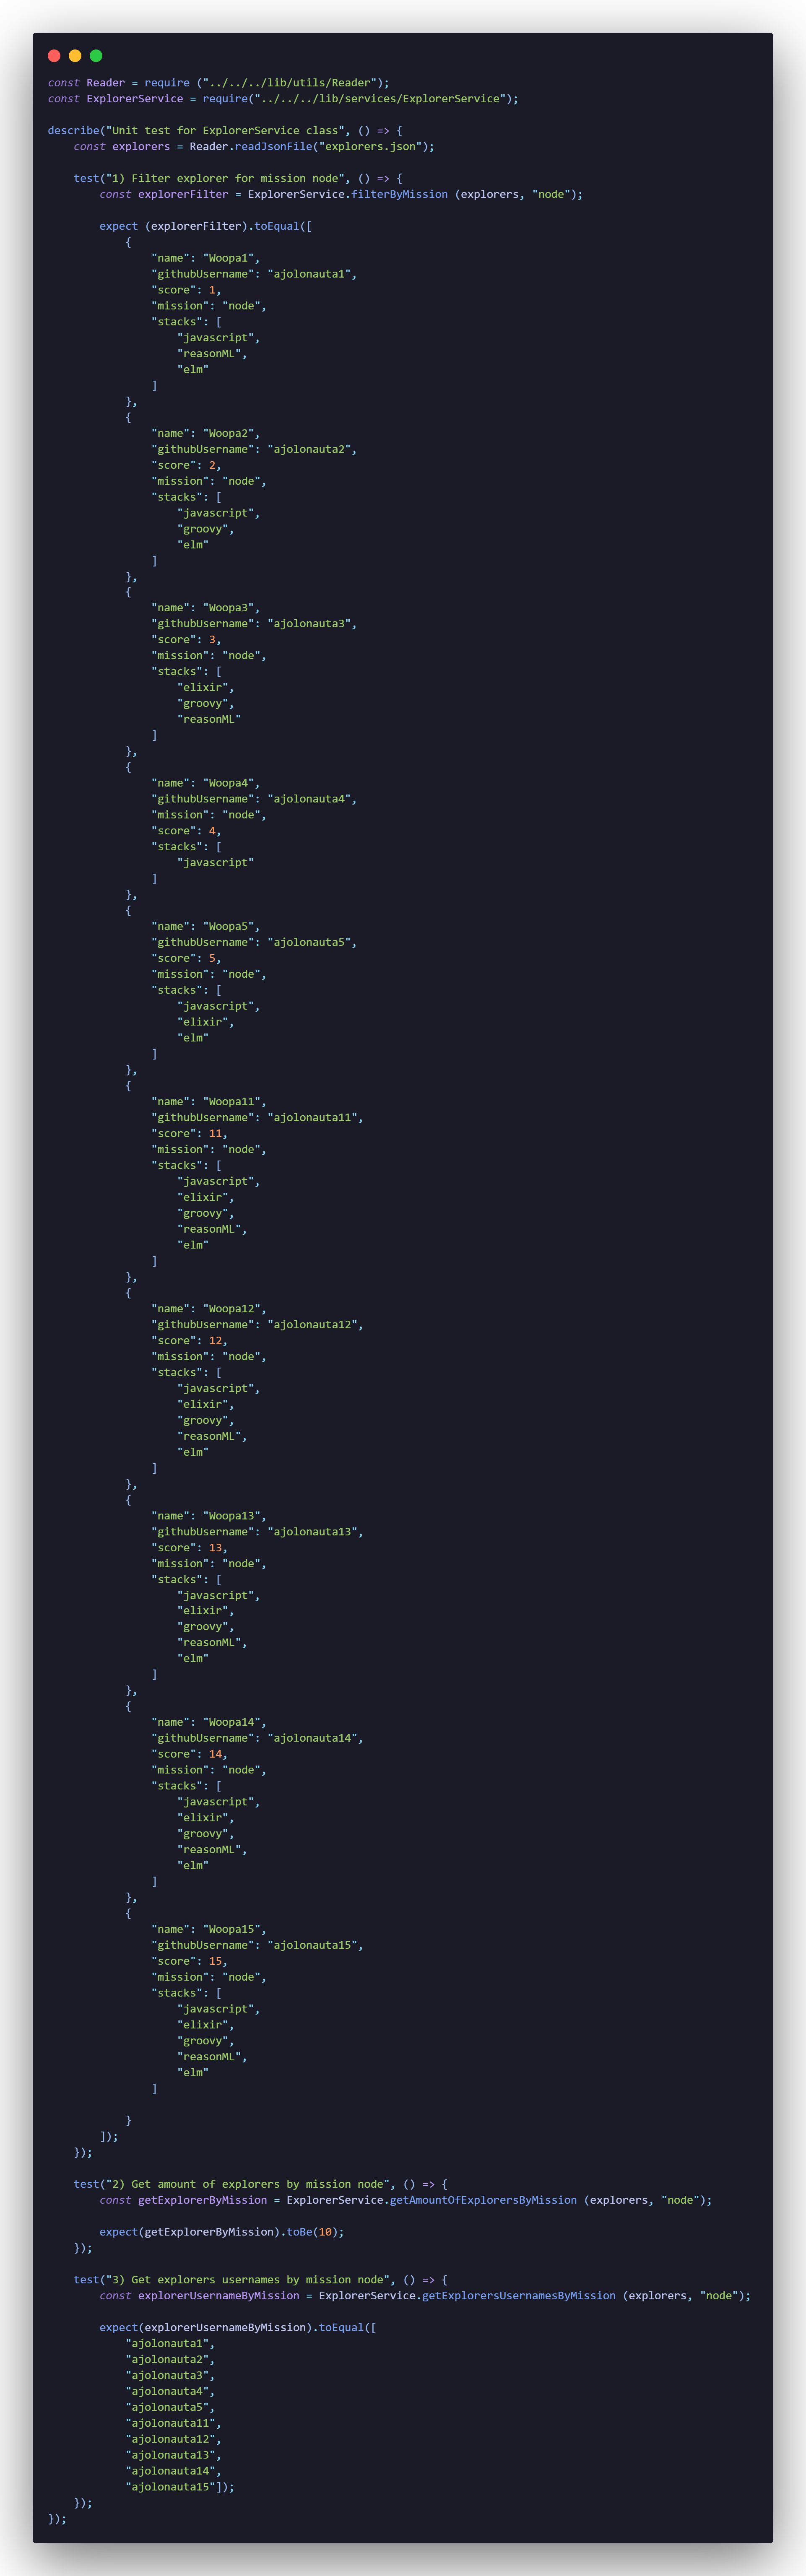 const Reader = require ("../../../lib/utils/Reader");
const ExplorerService = require("../../../lib/services/ExplorerService");

describe("Unit test for ExplorerService class", () => {
    const explorers = Reader.readJsonFile("explorers.json");

    test("1) Filter explorer for mission node", () => {
        const explorerFilter = ExplorerService.filterByMission (explorers, "node");

        expect (explorerFilter).toEqual([
            {
                "name": "Woopa1",
                "githubUsername": "ajolonauta1",
                "score": 1,
                "mission": "node",
                "stacks": [
                    "javascript",
                    "reasonML",
                    "elm"
                ]
            },
            {
                "name": "Woopa2",
                "githubUsername": "ajolonauta2",
                "score": 2,
                "mission": "node",
                "stacks": [
                    "javascript",
                    "groovy",
                    "elm"
                ]
            },
            {
                "name": "Woopa3",
                "githubUsername": "ajolonauta3",
                "score": 3,
                "mission": "node",
                "stacks": [
                    "elixir",
                    "groovy",
                    "reasonML"
                ]
            },
            {
                "name": "Woopa4",
                "githubUsername": "ajolonauta4",
                "mission": "node",
                "score": 4,
                "stacks": [
                    "javascript"
                ]
            },
            {
                "name": "Woopa5",
                "githubUsername": "ajolonauta5",
                "score": 5,
                "mission": "node",
                "stacks": [
                    "javascript",
                    "elixir",
                    "elm"
                ]
            },
            {
                "name": "Woopa11",
                "githubUsername": "ajolonauta11",
                "score": 11,
                "mission": "node",
                "stacks": [
                    "javascript",
                    "elixir",
                    "groovy",
                    "reasonML",
                    "elm"
                ]
            },
            {
                "name": "Woopa12",
                "githubUsername": "ajolonauta12",
                "score": 12,
                "mission": "node",
                "stacks": [
                    "javascript",
                    "elixir",
                    "groovy",
                    "reasonML",
                    "elm"
                ]
            },
            {
                "name": "Woopa13",
                "githubUsername": "ajolonauta13",
                "score": 13,
                "mission": "node",
                "stacks": [
                    "javascript",
                    "elixir",
                    "groovy",
                    "reasonML",
                    "elm"
                ]
            },
            {
                "name": "Woopa14",
                "githubUsername": "ajolonauta14",
                "score": 14,
                "mission": "node",
                "stacks": [
                    "javascript",
                    "elixir",
                    "groovy",
                    "reasonML",
                    "elm"
                ]
            },
            {
                "name": "Woopa15",
                "githubUsername": "ajolonauta15",
                "score": 15,
                "mission": "node",
                "stacks": [
                    "javascript",
                    "elixir",
                    "groovy",
                    "reasonML",
                    "elm"
                ]

            }
        ]);
    });

    test("2) Get amount of explorers by mission node", () => {
        const getExplorerByMission = ExplorerService.getAmountOfExplorersByMission (explorers, "node");

        expect(getExplorerByMission).toBe(10);
    });

    test("3) Get explorers usernames by mission node", () => {
        const explorerUsernameByMission = ExplorerService.getExplorersUsernamesByMission (explorers, "node");

        expect(explorerUsernameByMission).toEqual([
            "ajolonauta1",
            "ajolonauta2",
            "ajolonauta3",
            "ajolonauta4",
            "ajolonauta5",
            "ajolonauta11",
            "ajolonauta12",
            "ajolonauta13",
            "ajolonauta14",
            "ajolonauta15"]);
    });
});